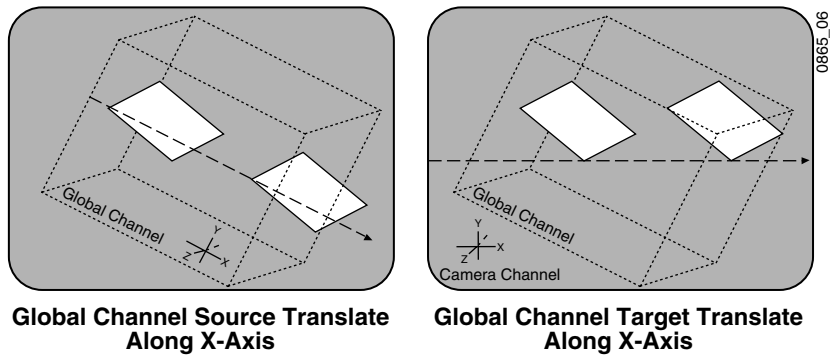 Global Channel
Y
Z
X
Global Channel Source Translate
Along X-Axis
0865_06
Global Channel
Y
X
Z
Camera Channel
Global Channel Target Translate
Along X-Axis